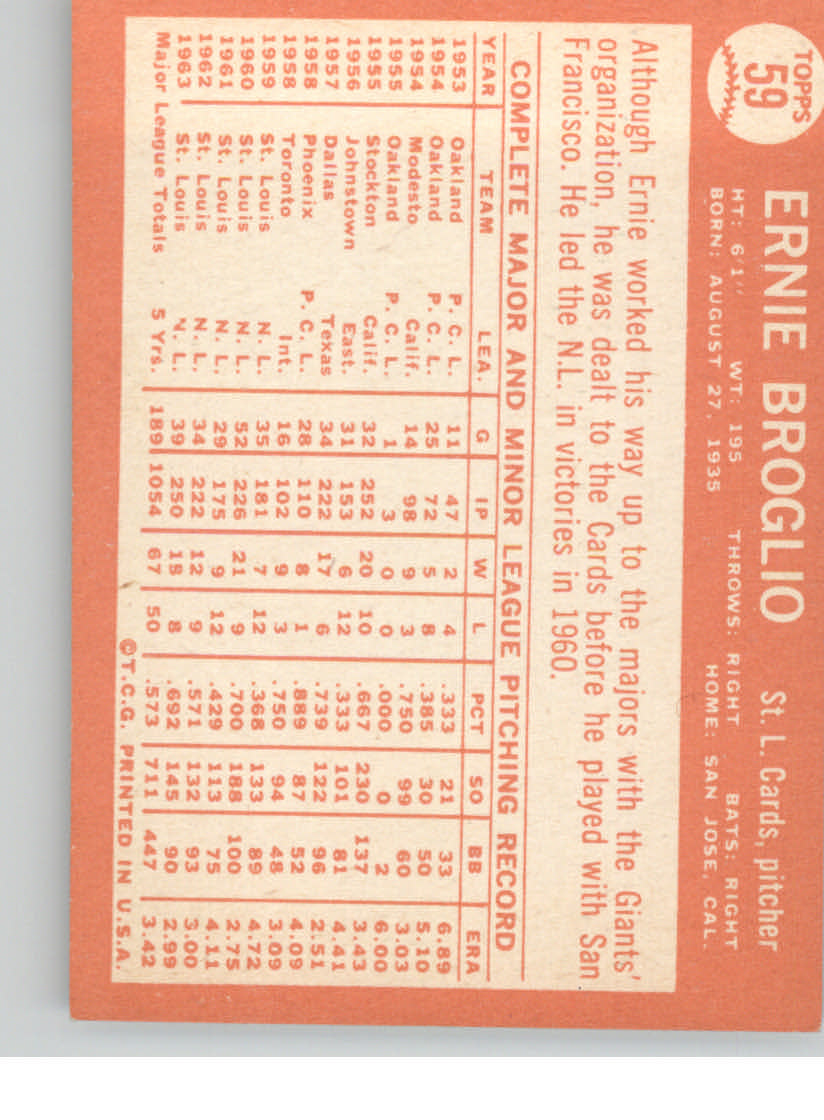 TOPPS
59
ERNIE BROGLIO St. L. Cards, pitcher
HT: 6'1" WT: 195 THROWS: RIGHT BATS: RIGHT
BORN: AUGUST 27, 1935 HOME: SAN JOSE, CAL.
Although Ernie worked his way up to the majors with the Giants'
organization, he was dealt to the Cards before he played with San
Francisco. He led the N.L. in victories in 1960.
COMPLETE MAJOR AND MINOR LEAGUE PITCHING RECORD
YEAR TEAM LEA. G IP W L PCT SO BB ERA
1953 Oakland P. C. L. 11 47 2 4 .333 21 33 6.89
1954 Oakland P. C. L. 25 72 5 8 .385 30 50 5.10
1954 Modesto Calif. 14 98 9 3 .750 99 60 3.03
1955 Oakland P. C. L. 1 3 0 0 .000 0 2 6.00
1955 Stockton Calif. 32 252 20 10 .667 230 137 3.43
1956 Johnstown East. 31 153 6 12 .333 101 81 4.41
1957 Dallas Texas 34 222 17 6 .739 122 96 2.51
1958 Phoenix P. C. L. 28 110 8 1 .889 87 52 4.09
1958 Toronto Int. 16 102 9 3 .750 94 48 3.09
1959 St. Louis N. L. 35 181 7 12 .368 133 89 4.72
1960 St. Louis N. L. 52 226 21 9 .700 188 100 2.75
1961 St. Louis N. L. 29 175 9 12 .429 113 75 4.11
1962 St. Louis N. L. 34 222 12 9 .571 132 93 3.00
1963 St. Louis N. L. 39 250 18 8 .692 145 90 2.99
Major League Totals 5 Yrs. 189 1054 67 50 .573 711 447 3.42
©T.C.G. PRINTED IN U.S.A.